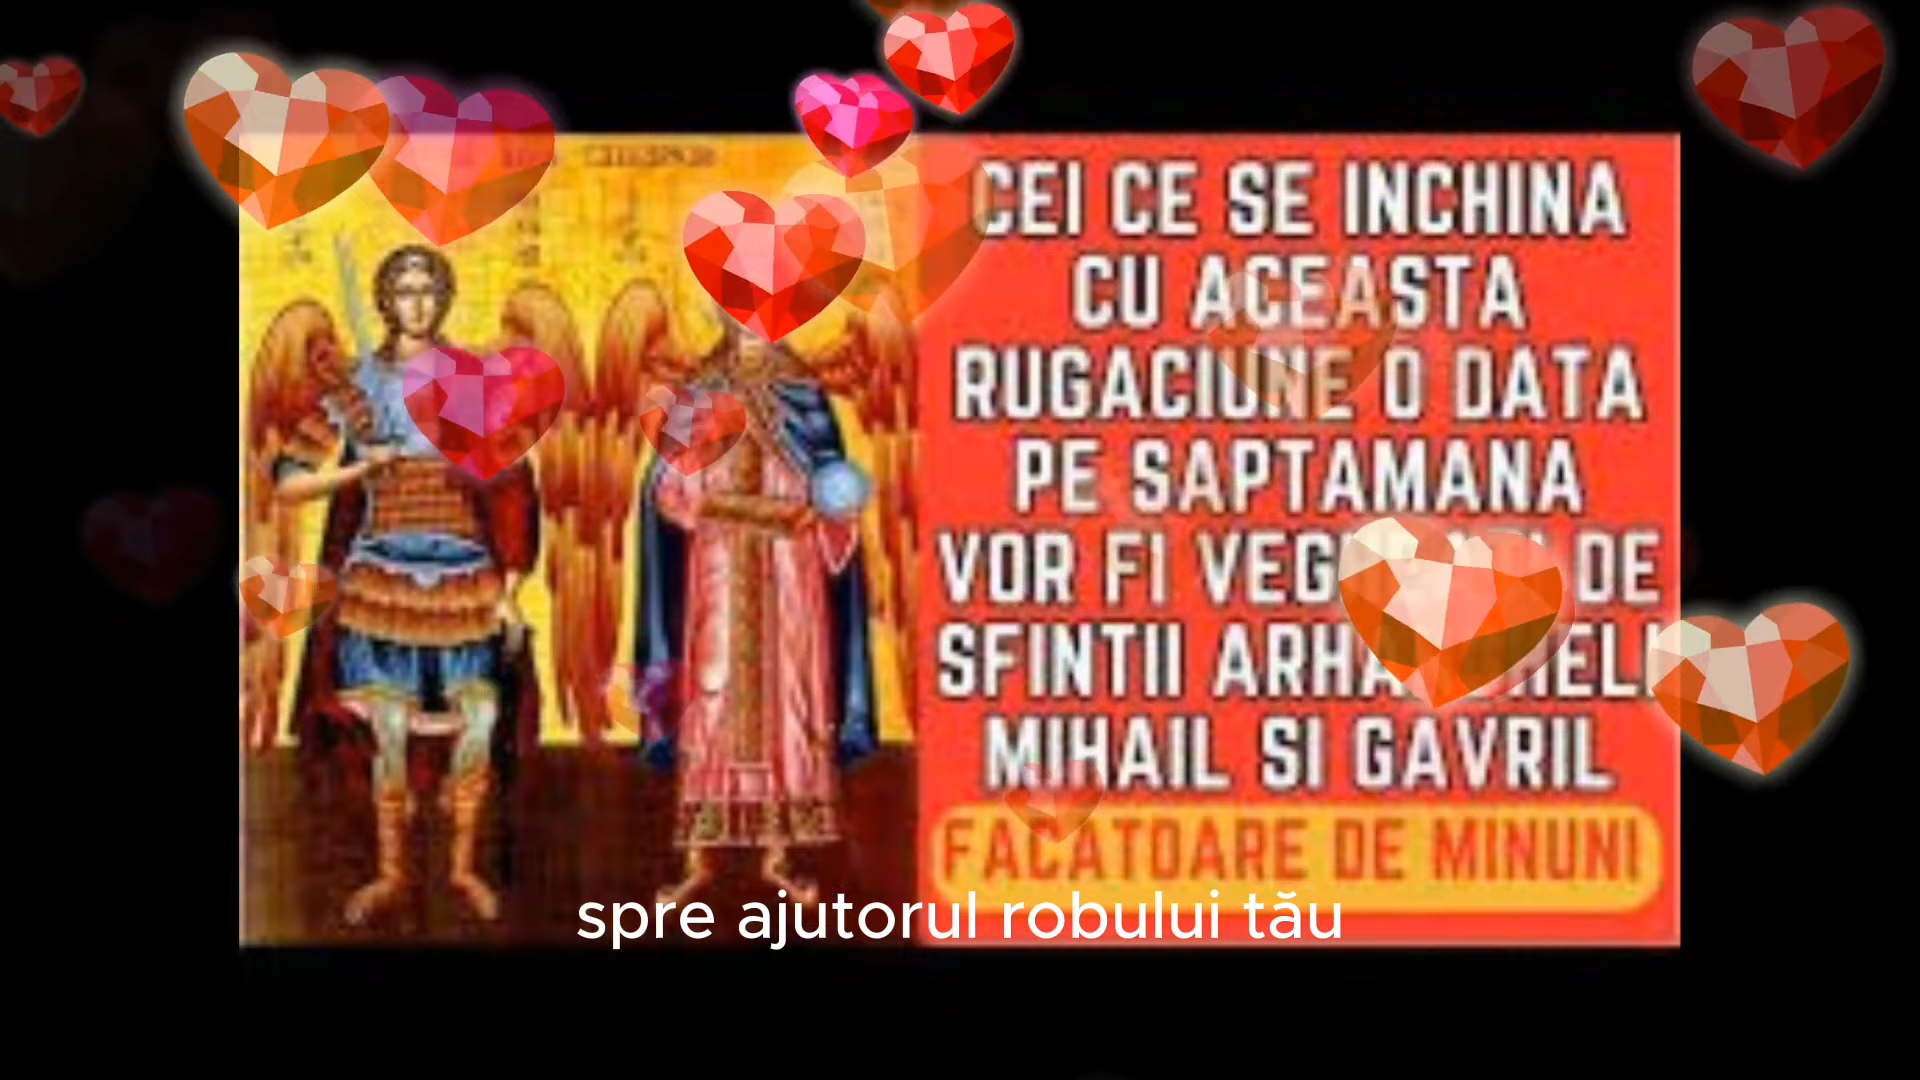 CEI CE SE INCHINA
CU ACEASTA
RUGACIUNE O DATA
PE SAPTAMANA
VOR FI DE
SFINTII
MIHAIL SI GAVRIL
FACATOARE DE MINUNI
spre ajutorul robului tău